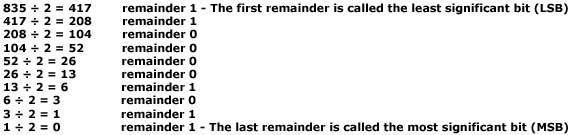 835 ÷ 2 = 417 remainder 1 - The first remainder is called the least significant bit (LSB)
417 ÷ 2 = 208 remainder 1
208 ÷ 2 = 104 remainder 0
104 ÷ 2 = 52 remainder 0
52 ÷ 2 = 26 remainder 0
26 ÷ 2 = 13 remainder 0
13 ÷ 2 = 6 remainder 1
6 ÷ 2 = 3 remainder 0
3 ÷ 2 = 1 remainder 1
1 ÷ 2 = 0 remainder 1 - The last remainder is called the most significant bit (MSB)